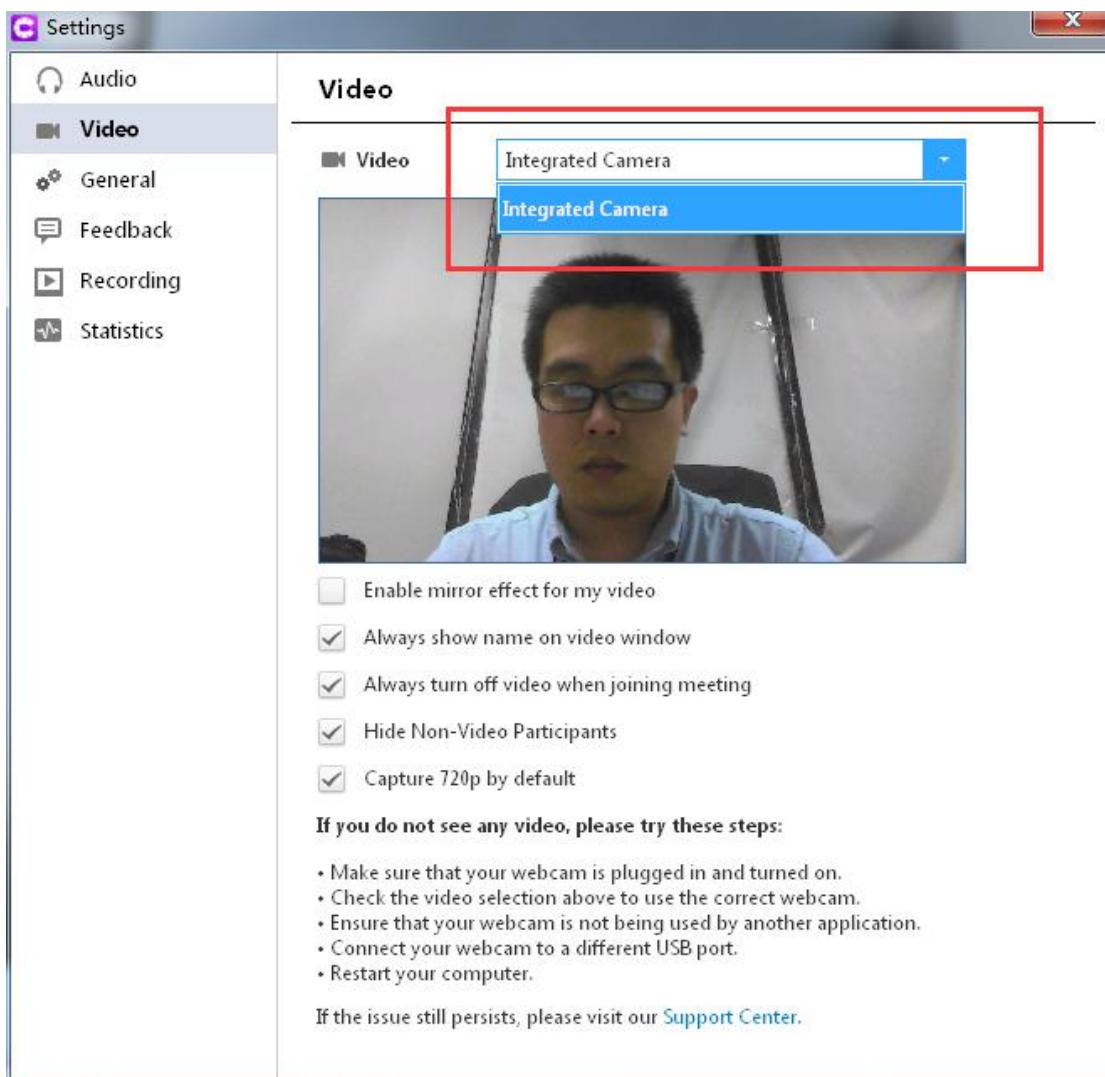 Settings
Audio
Video
General
Feedback
Recording
Statistics
Video
Video
Integrated Camera
Integrated Camera
Enable mirror effect for my video
Always show name on video window
Always turn off video when joining meeting
Hide Non-Video Participants
Capture 720p by default
If you do not see any video, please try these steps:
• Make sure that your webcam is plugged in and turned on.
• Check the video selection above to use the correct webcam.
• Ensure that your webcam is not being used by another application.
• Connect your webcam to a different USB port.
• Restart your computer.
If the issue still persists, please visit our Support Center.